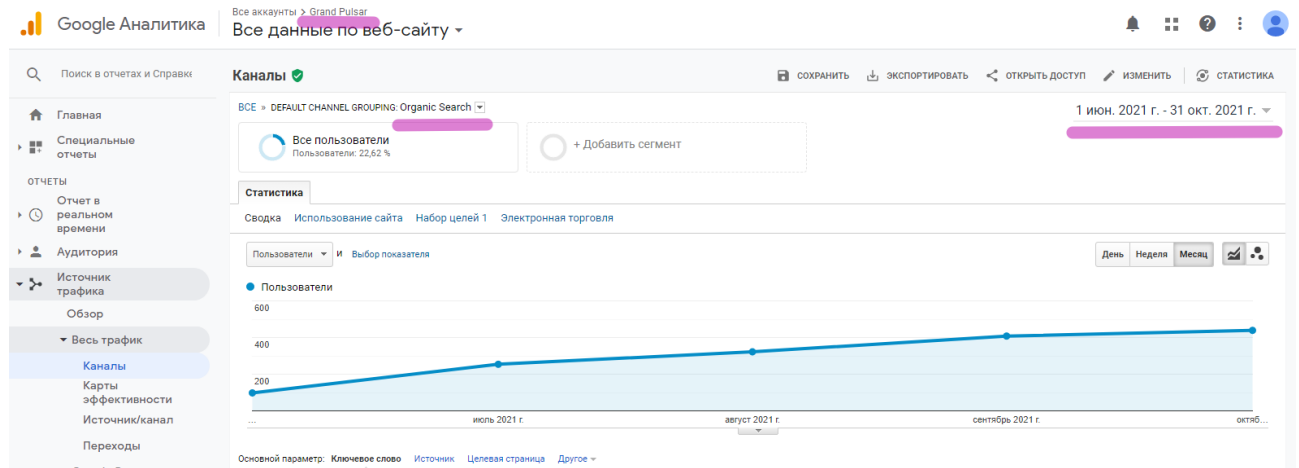 Google Аналитика
Все аккаунты > Grand Pulsar
Все данные по веб-сайту
Поиск в отчетах и Справке
Каналы
СОХРАНИТЬ
ЭКСПОРТИРОВАТЬ
ОТКРЫТЬ ДОСТУП
ИЗМЕНИТЬ
СТАТИСТИКА
Главная
Специальные
отчеты
ОТЧЕТЫ
Отчет в
реальном
времени
Аудитория
Источник
трафика
Обзор
Весь трафик
Каналы
Карты
эффективности
Источник/канал
Переходы
ВСЕ » DEFAULT CHANNEL GROUPING: Organic Search
1 июн. 2021 г. - 31 окт. 2021 г.
Все пользователи
Пользователи: 22,62 %
+ Добавить сегмент
Статистика
Сводка Использование сайта Набор целей 1 Электронная торговля
Пользователи И Выбор показателя
День Неделя Месяц
Пользователи
600
400
200
... июль 2021 г. август 2021 г. сентябрь 2021 г. октяб...
Основной параметр: Ключевое слово Источник Целевая страница Другое